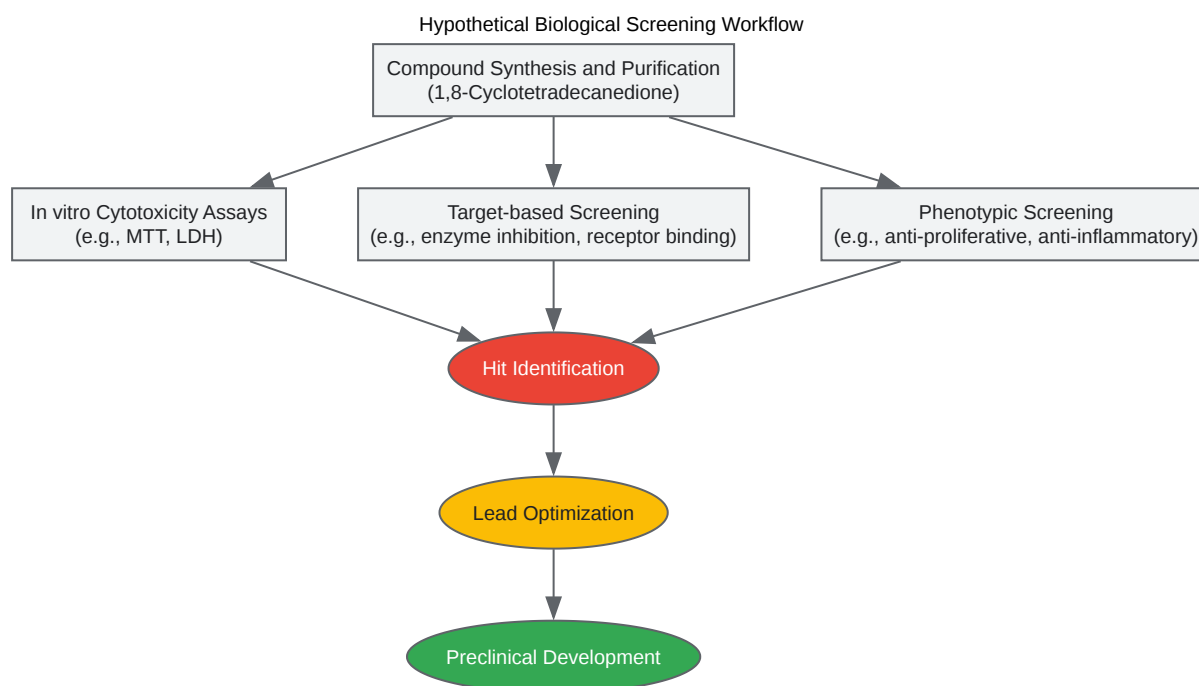 Hypothetical Biological Screening Workflow
Compound Synthesis and Purification
(1,8-Cyclotetradecanedione)
In vitro Cytotoxicity Assays
(e.g., MTT, LDH)
Target-based Screening
(e.g., enzyme inhibition, receptor binding)
Phenotypic Screening
(e.g., anti-proliferative, anti-inflammatory)
Hit Identification
Lead Optimization
Preclinical Development